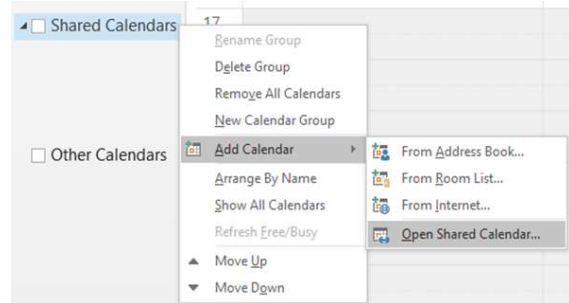 Shared Calendars
17
Rename Group
Delete Group
Remove All Calendars
New Calendar Group
Other Calendars
Add Calendar
From Address Book...
Arrange By Name
From Room List...
Show All Calendars
From Internet...
Refresh Free/Busy
Open Shared Calendar...
Move Up
Move Down